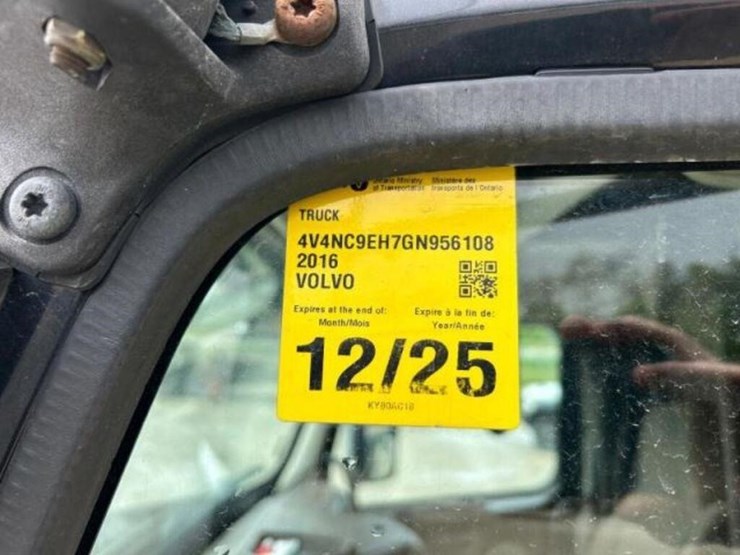 Ontario Ministry of Transportation
Ministère des transports de l'Ontario
TRUCK
4V4NC9EH7GN956108
2016
VOLVO
Expires at the end of:
Month/Mois
Expire à la fin de:
Year/Année
12/25